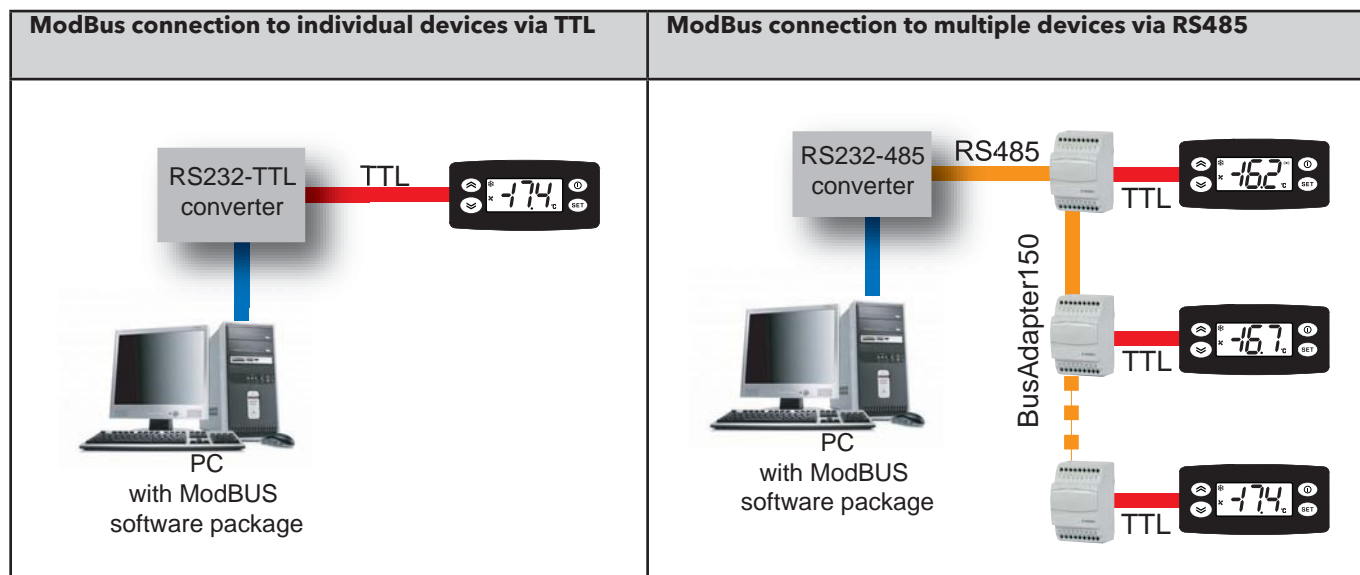 ModBus connection to individual devices via TTL
ModBus connection to multiple devices via RS485
RS232-TTL
converter
TTL
-17.4
°C
SET
PC
with ModBUS
software package
RS232-485
converter
RS485
BusAdapter150
TTL
-16.2
°C
SET
TTL
-16.7
°C
SET
TTL
-17.4
°C
SET
PC
with ModBUS
software package